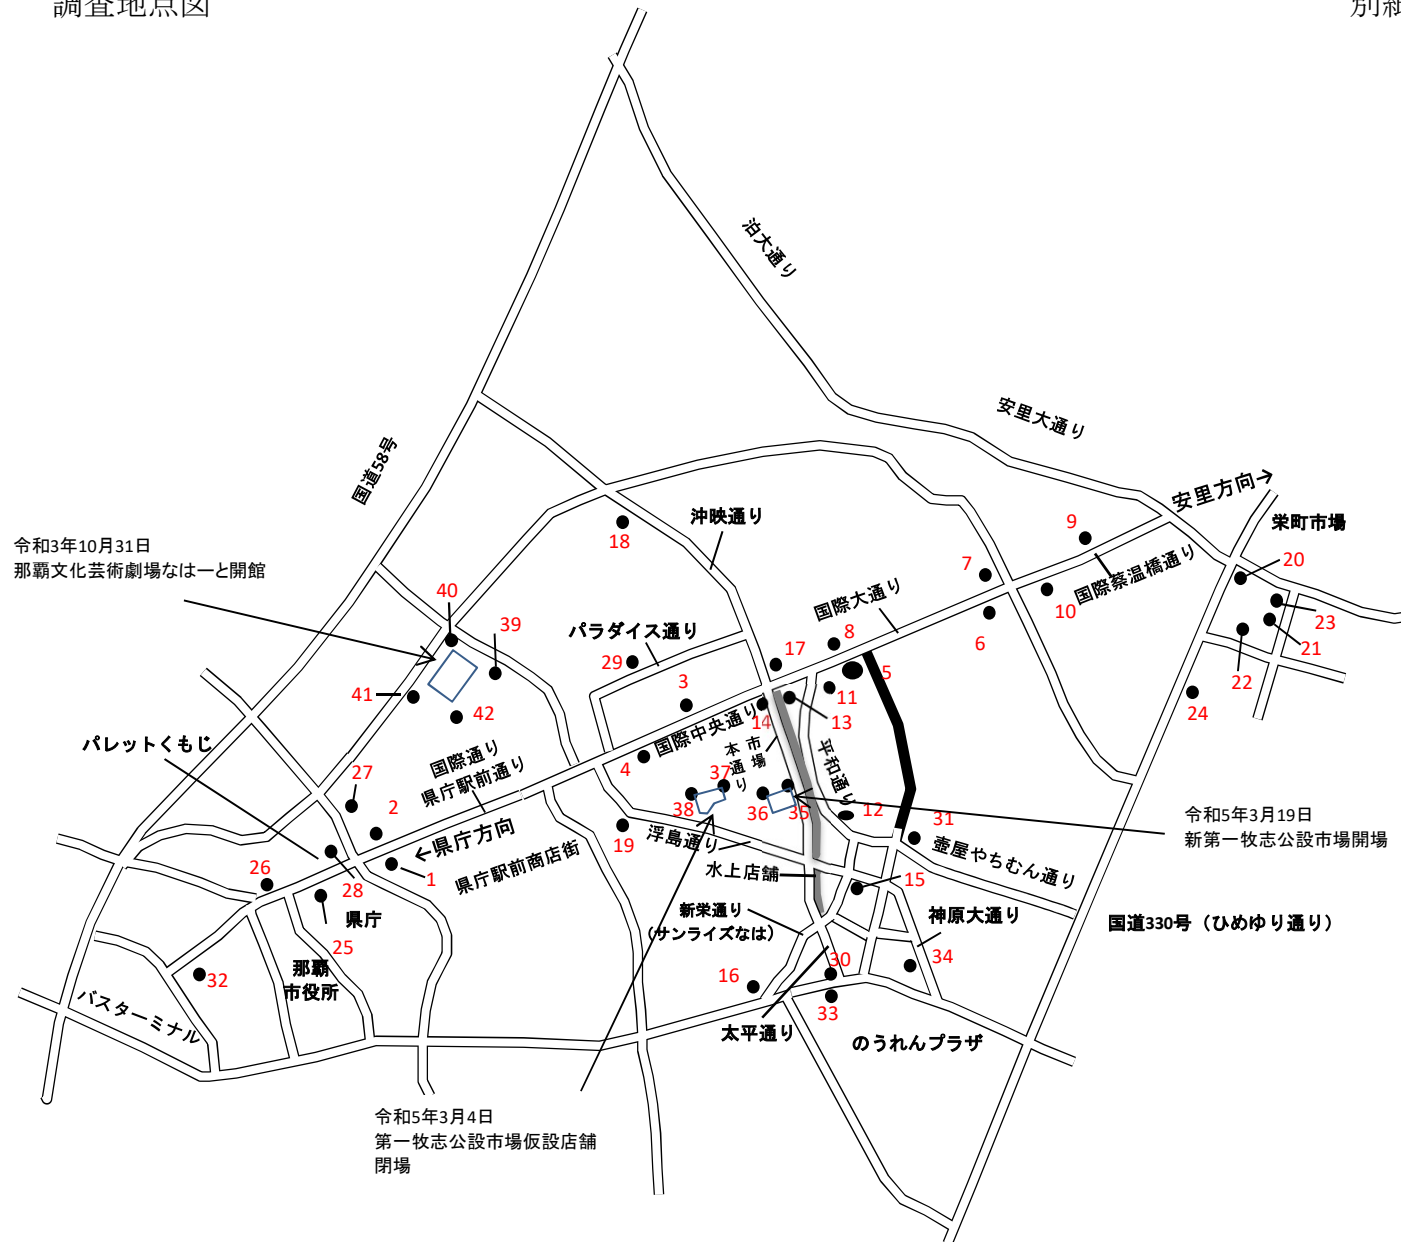 調査地点図
別紙
泊大通り
国道58号
安里大通り
安里方向→
栄町市場
国際蔡温橋通り
沖映通り
国際大通り
パラダイス通り
令和3年10月31日
那覇文化芸術劇場なはーと開館
18
9
7
20
23
21
22
24
10
6
40
39
41
42
29
3
17
8
5
11
13
14
国際中央通り
市場
本通り
平和通り
国際通り
県庁駅前通り
パレットくもじ
27
2
4
37
38
36
35
12
19
浮島通り
水上店舗
31
壺屋やちむん通り
令和5年3月19日
新第一牧志公設市場開場
←県庁方向
県庁駅前商店街
1
26
28
県庁
25
那覇
市役所
32
バスターミナル
15
新栄通り
（サンライズなは）
神原大通り
国道330号（ひめゆり通り）
16
30
34
33
太平通り
のうれんプラザ
令和5年3月4日
第一牧志公設市場仮設店舗
閉場